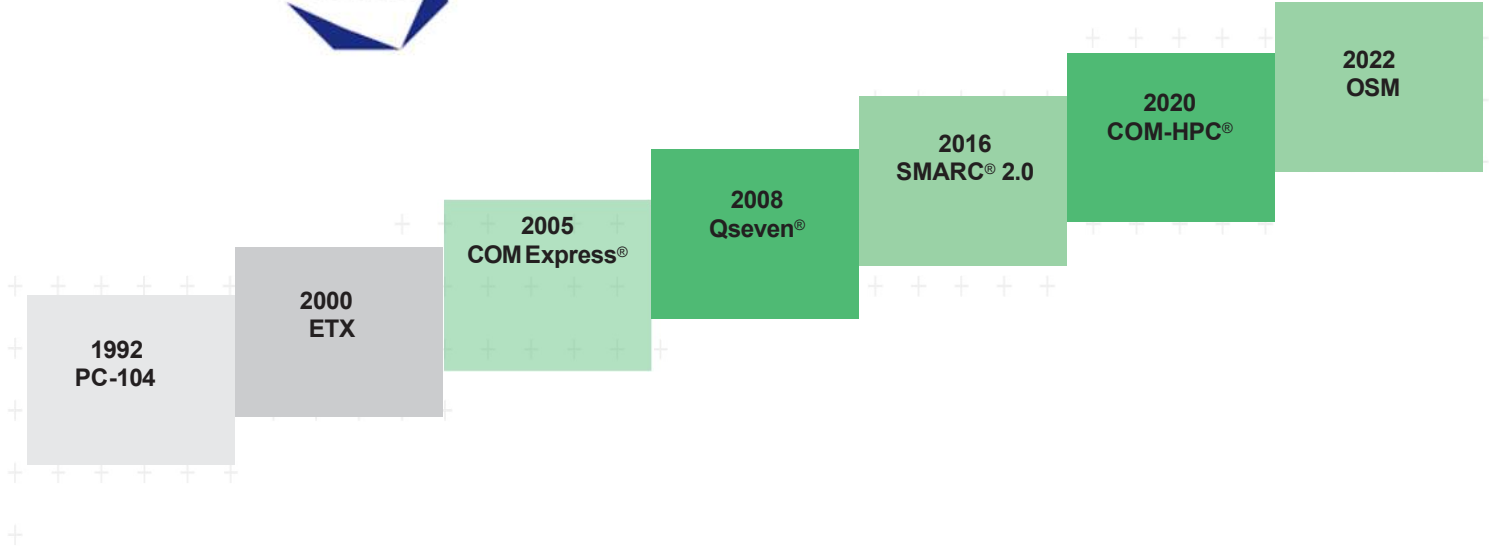 1992
PC-104
2000
ETX
2005
COM Express®
2008
Qseven®
2016
SMARC® 2.0
2020
COM-HPC®
2022
OSM